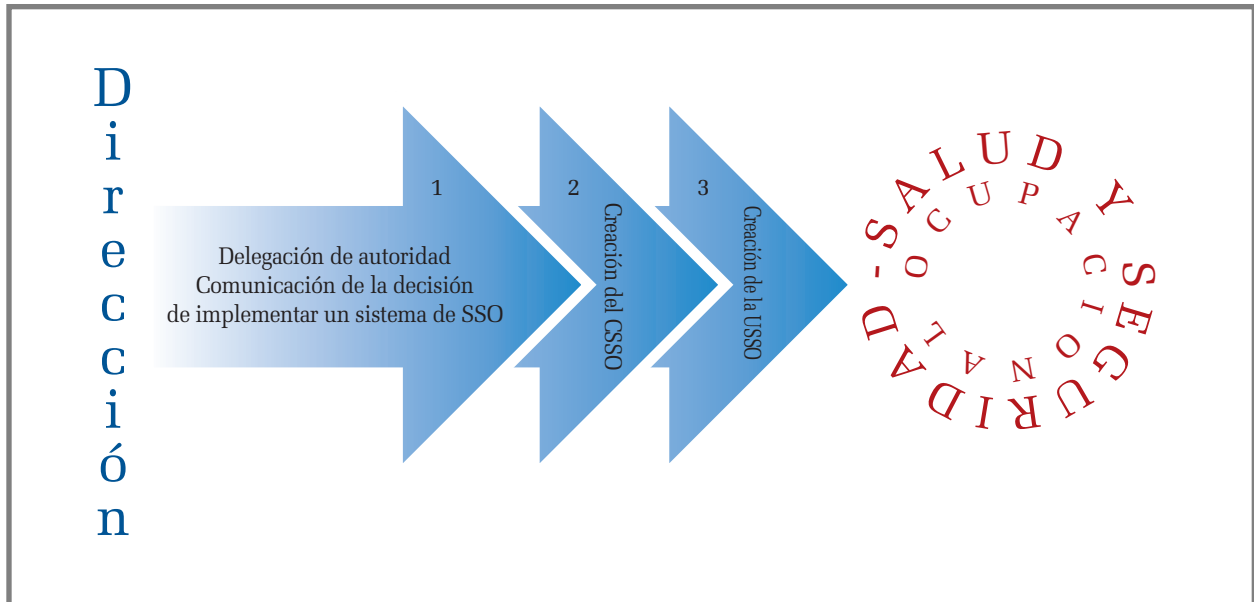 Dirección
1
Delegación de autoridad
Comunicación de la decisión
de implementar un sistema de SSO
2
Creación del CSSO
3
Creación de la USSO
SALUD Y SEGURIDAD-
OCUPACIONAL